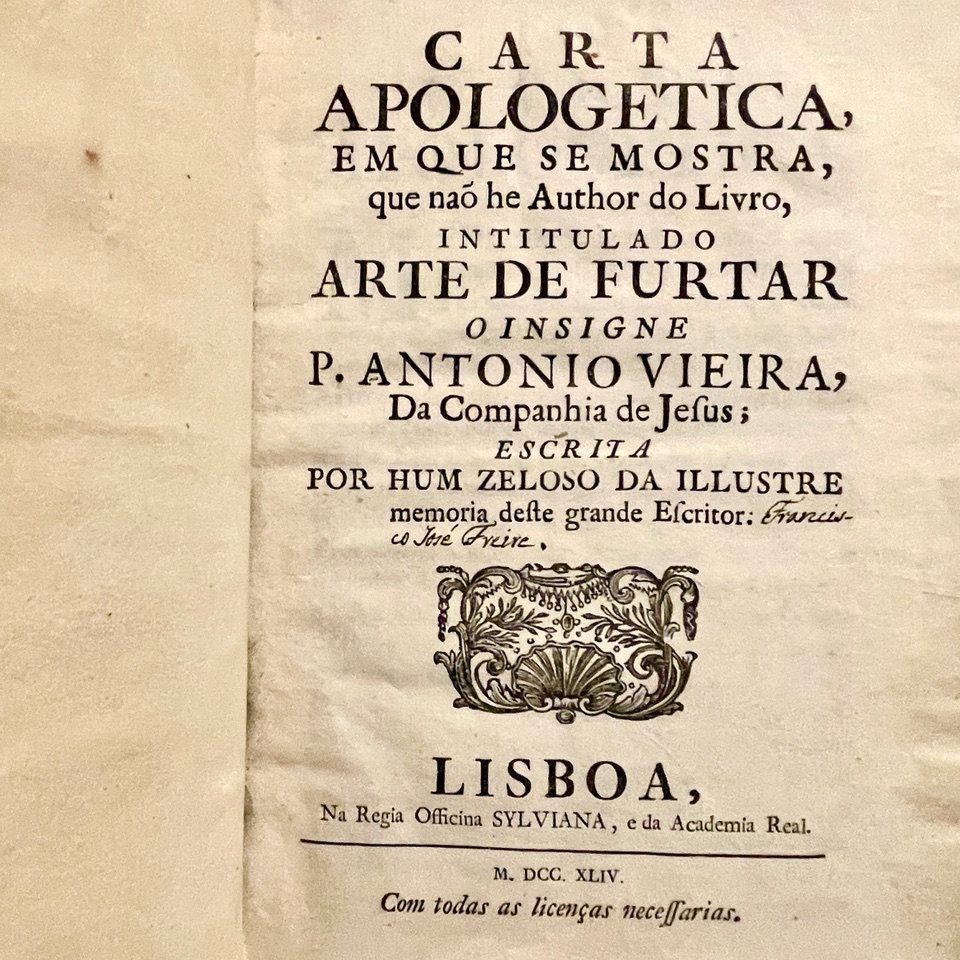 CARTA
APOLOGETICA,
EM QUE SE MOSTRA,
que naõ he Author do Livro,
INTITULADO
ARTE DE FURTAR
O INSIGNE
P. ANTONIO VIEIRA,
Da Companhia de Jeſus;
ESCRITA
POR HUM ZELOSO DA ILLUSTRE
memoria deſte grande Eſcritor: Francis-
co José Freire.
LISBOA,
Na Regia Officina SYLVIANA, e da Academia Real.
M. DCC. XLIV.
Com todas as licenças neceſſarias.